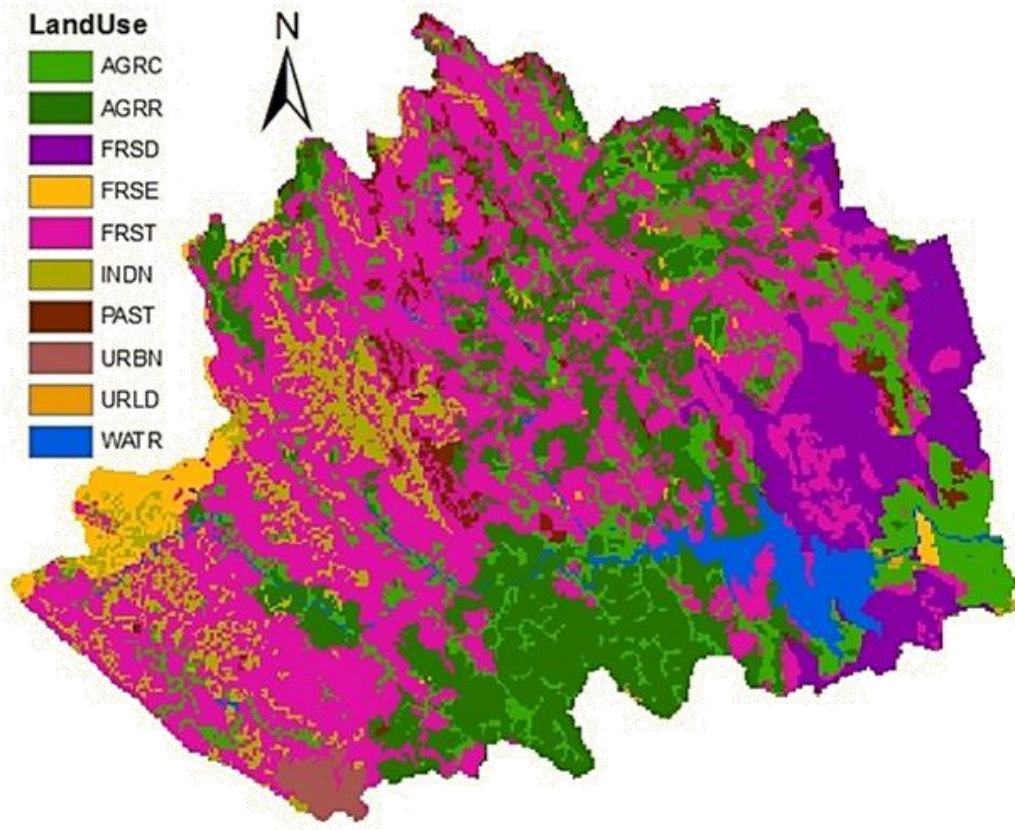 LandUse
N
AGRC
AGRR
FRSD
FRSE
FRST
INDN
PAST
URBN
URLD
WATR